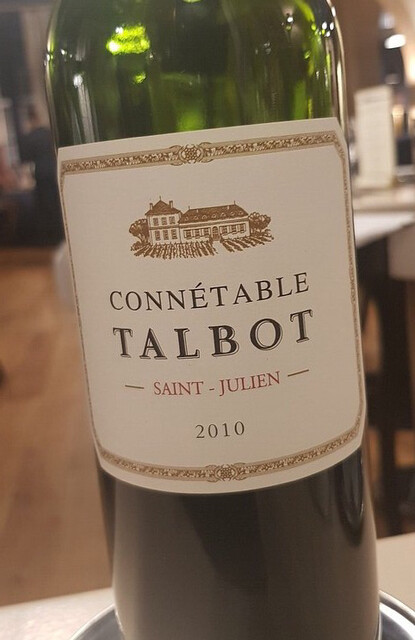 CONNÉTABLE
TALBOT
SAINT - JULIEN
2010